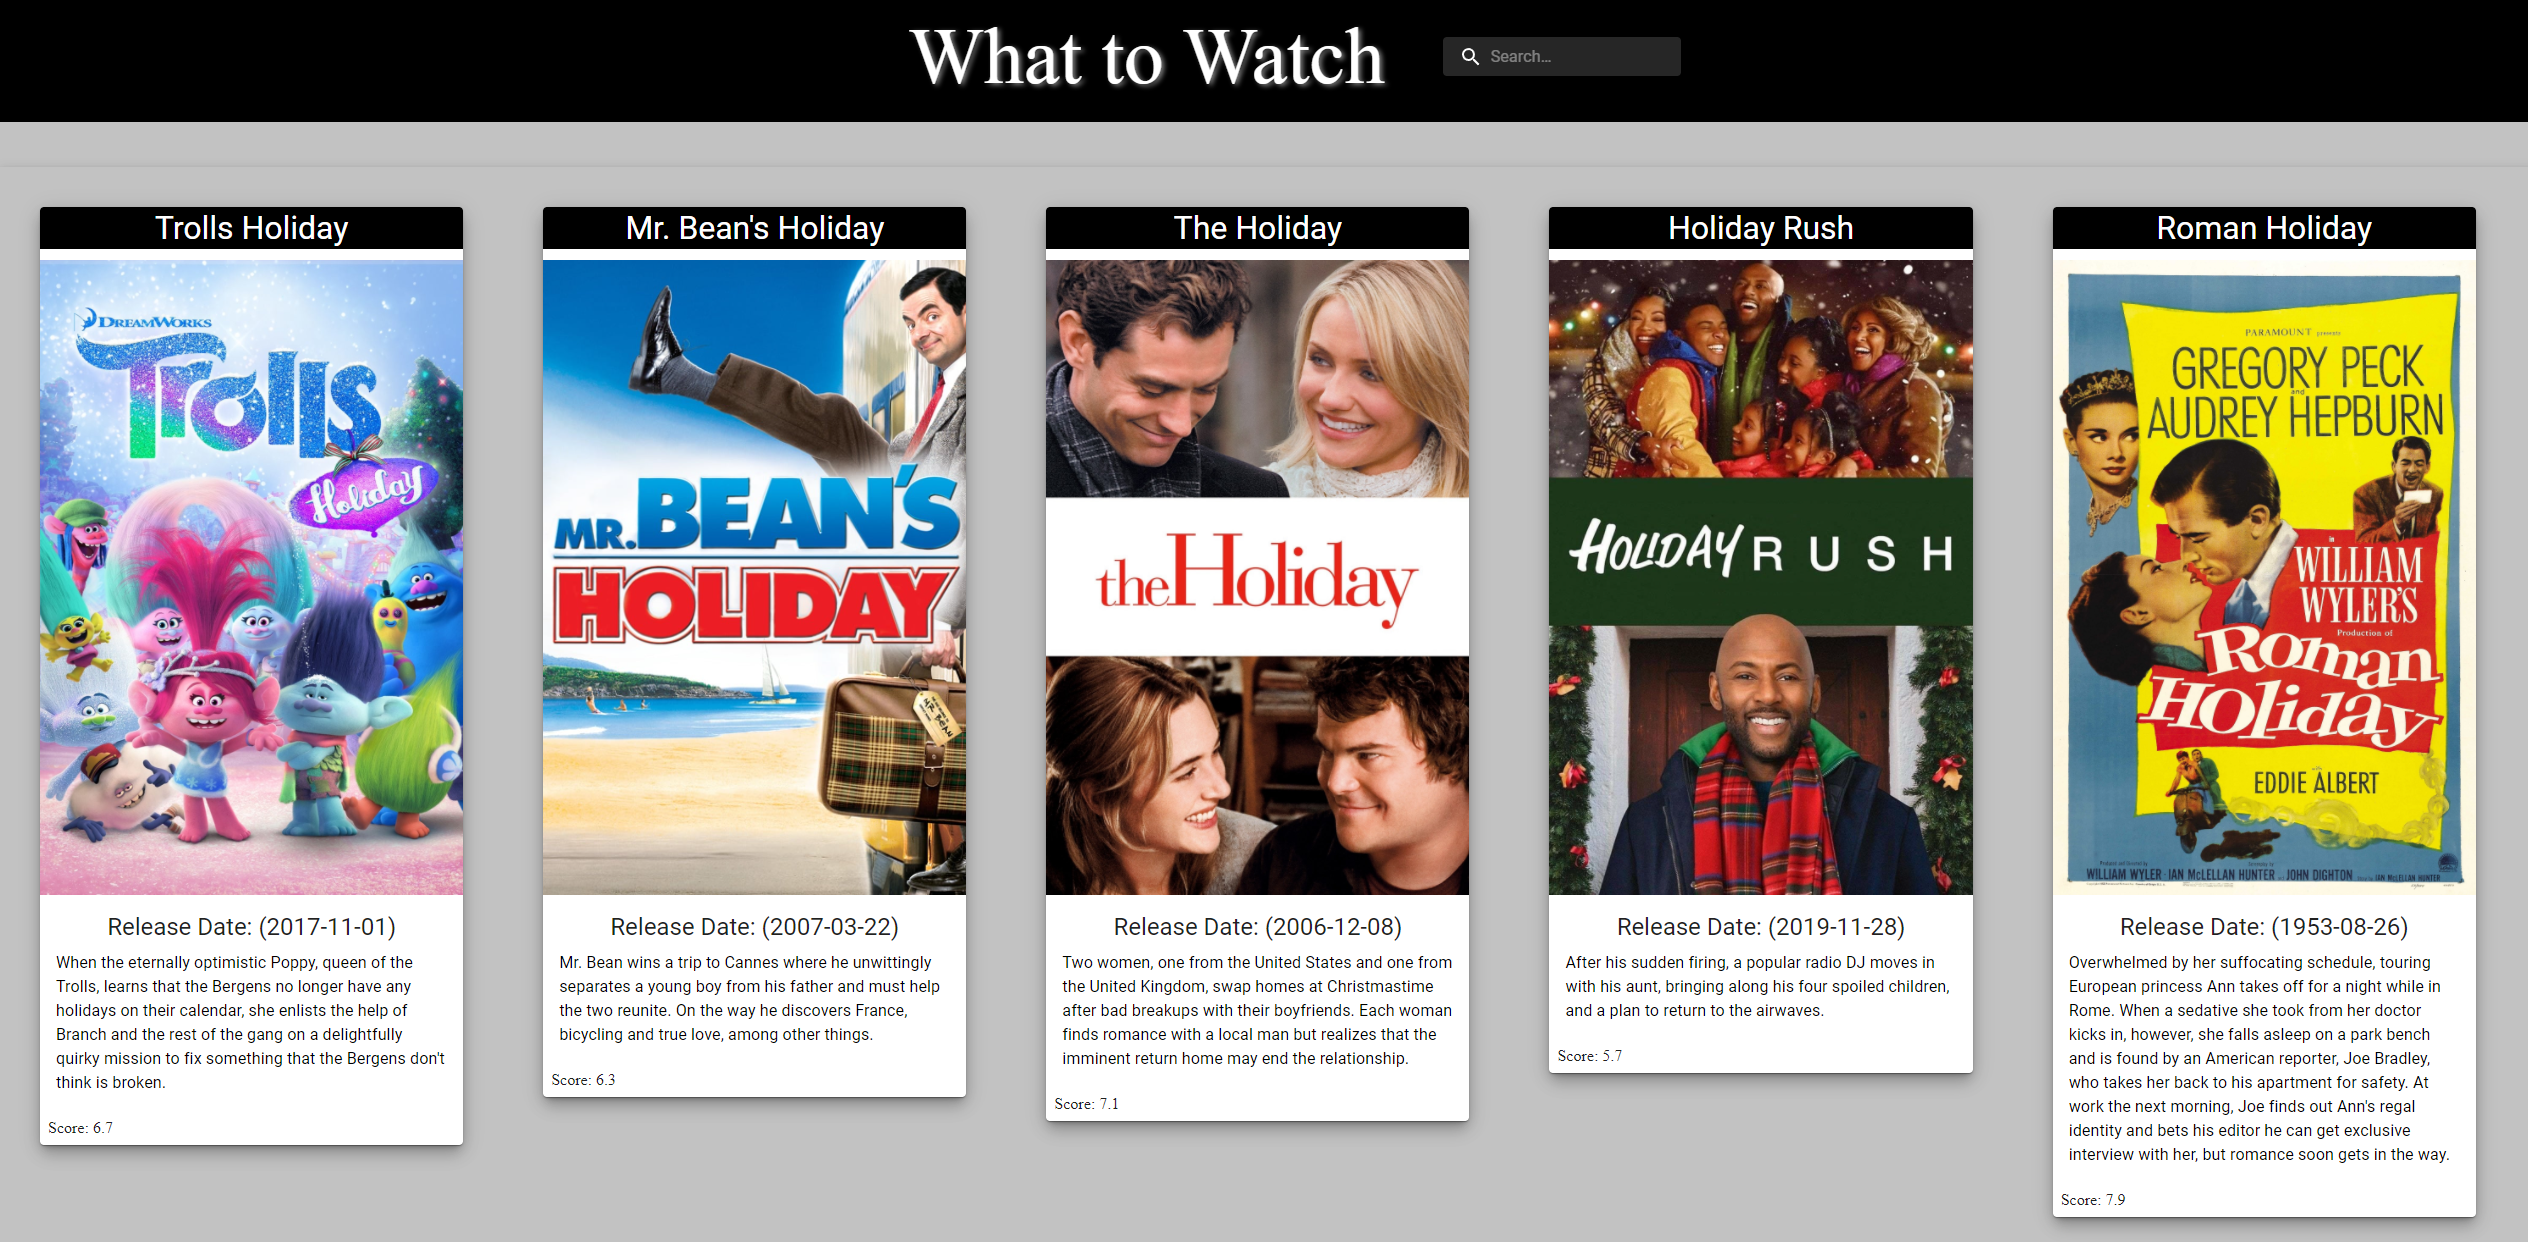 What to Watch
Search...
Trolls Holiday
DREAMWORKS
Trolls
Holiday
Release Date: (2017-11-01)
When the eternally optimistic Poppy, queen of the
Trolls, learns that the Bergens no longer have any
holidays on their calendar, she enlists the help of
Branch and the rest of the gang on a delightfully
quirky mission to fix something that the Bergens don't
think is broken.
Score: 6.7
Mr. Bean's Holiday
MR. BEAN'S
HOLIDAY
Release Date: (2007-03-22)
Mr. Bean wins a trip to Cannes where he unwittingly
separates a young boy from his father and must help
the two reunite. On the way he discovers France,
bicycling and true love, among other things.
Score: 6.3
The Holiday
the Holiday
Release Date: (2006-12-08)
Two women, one from the United States and one from
the United Kingdom, swap homes at Christmastime
after bad breakups with their boyfriends. Each woman
finds romance with a local man but realizes that the
imminent return home may end the relationship.
Score: 7.1
Holiday Rush
HOLIDAY RUSH
Release Date: (2019-11-28)
After his sudden firing, a popular radio DJ moves in
with his aunt, bringing along his four spoiled children,
and a plan to return to the airwaves.
Score: 5.7
Roman Holiday
PARAMOUNT presents
GREGORY PECK
and
AUDREY HEPBURN
in
WILLIAM
WYLER'S
Production of
Roman
Holiday
with
EDDIE ALBERT
WILLIAM WYLER · IAN McLELLAN HUNTER and JOHN DIGHTON IAN McLELLAN HUNTER
Release Date: (1953-08-26)
Overwhelmed by her suffocating schedule, touring
European princess Ann takes off for a night while in
Rome. When a sedative she took from her doctor
kicks in, however, she falls asleep on a park bench
and is found by an American reporter, Joe Bradley,
who takes her back to his apartment for safety. At
work the next morning, Joe finds out Ann's regal
identity and bets his editor he can get exclusive
interview with her, but romance soon gets in the way.
Score: 7.9